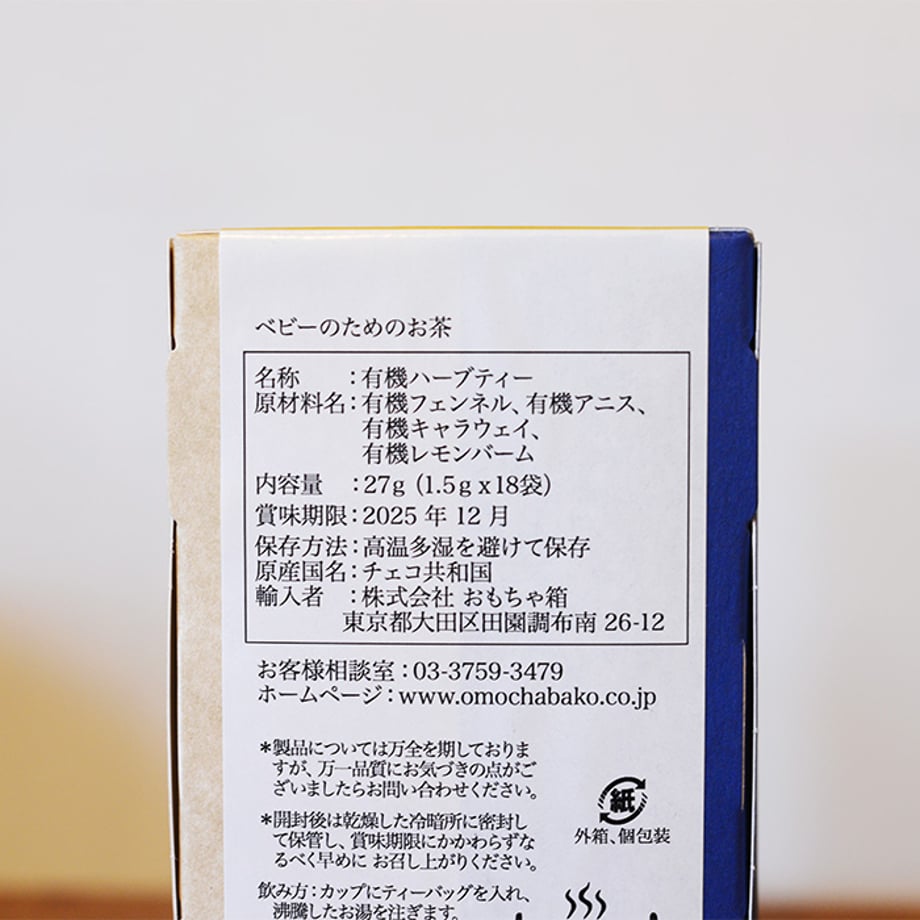 ベビーのためのお茶
名称　　：有機ハーブティー
原材料名：有機フェンネル、有機アニス、
有機キャラウェイ、
有機レモンバーム
内容量　：27g (1.5g x 18袋)
賞味期限：2025 年 12 月
保存方法：高温多湿を避けて保存
原産国名：チェコ共和国
輸入者　：株式会社 おもちゃ箱
東京都大田区田園調布南 26-12
お客様相談室：03-3759-3479
ホームページ：www.omochabako.co.jp
＊製品については万全を期しておりま
すが、万一品質にお気づきの点がご
ざいましたらお問い合わせください。
＊開封後は乾燥した冷暗所に密封し
て保管し、賞味期限にかかわらずな
るべく早めに お召し上がりください。
紙
外箱、個包装
飲み方：カップにティーバッグを入れ、
沸騰したお湯を注ぎます。